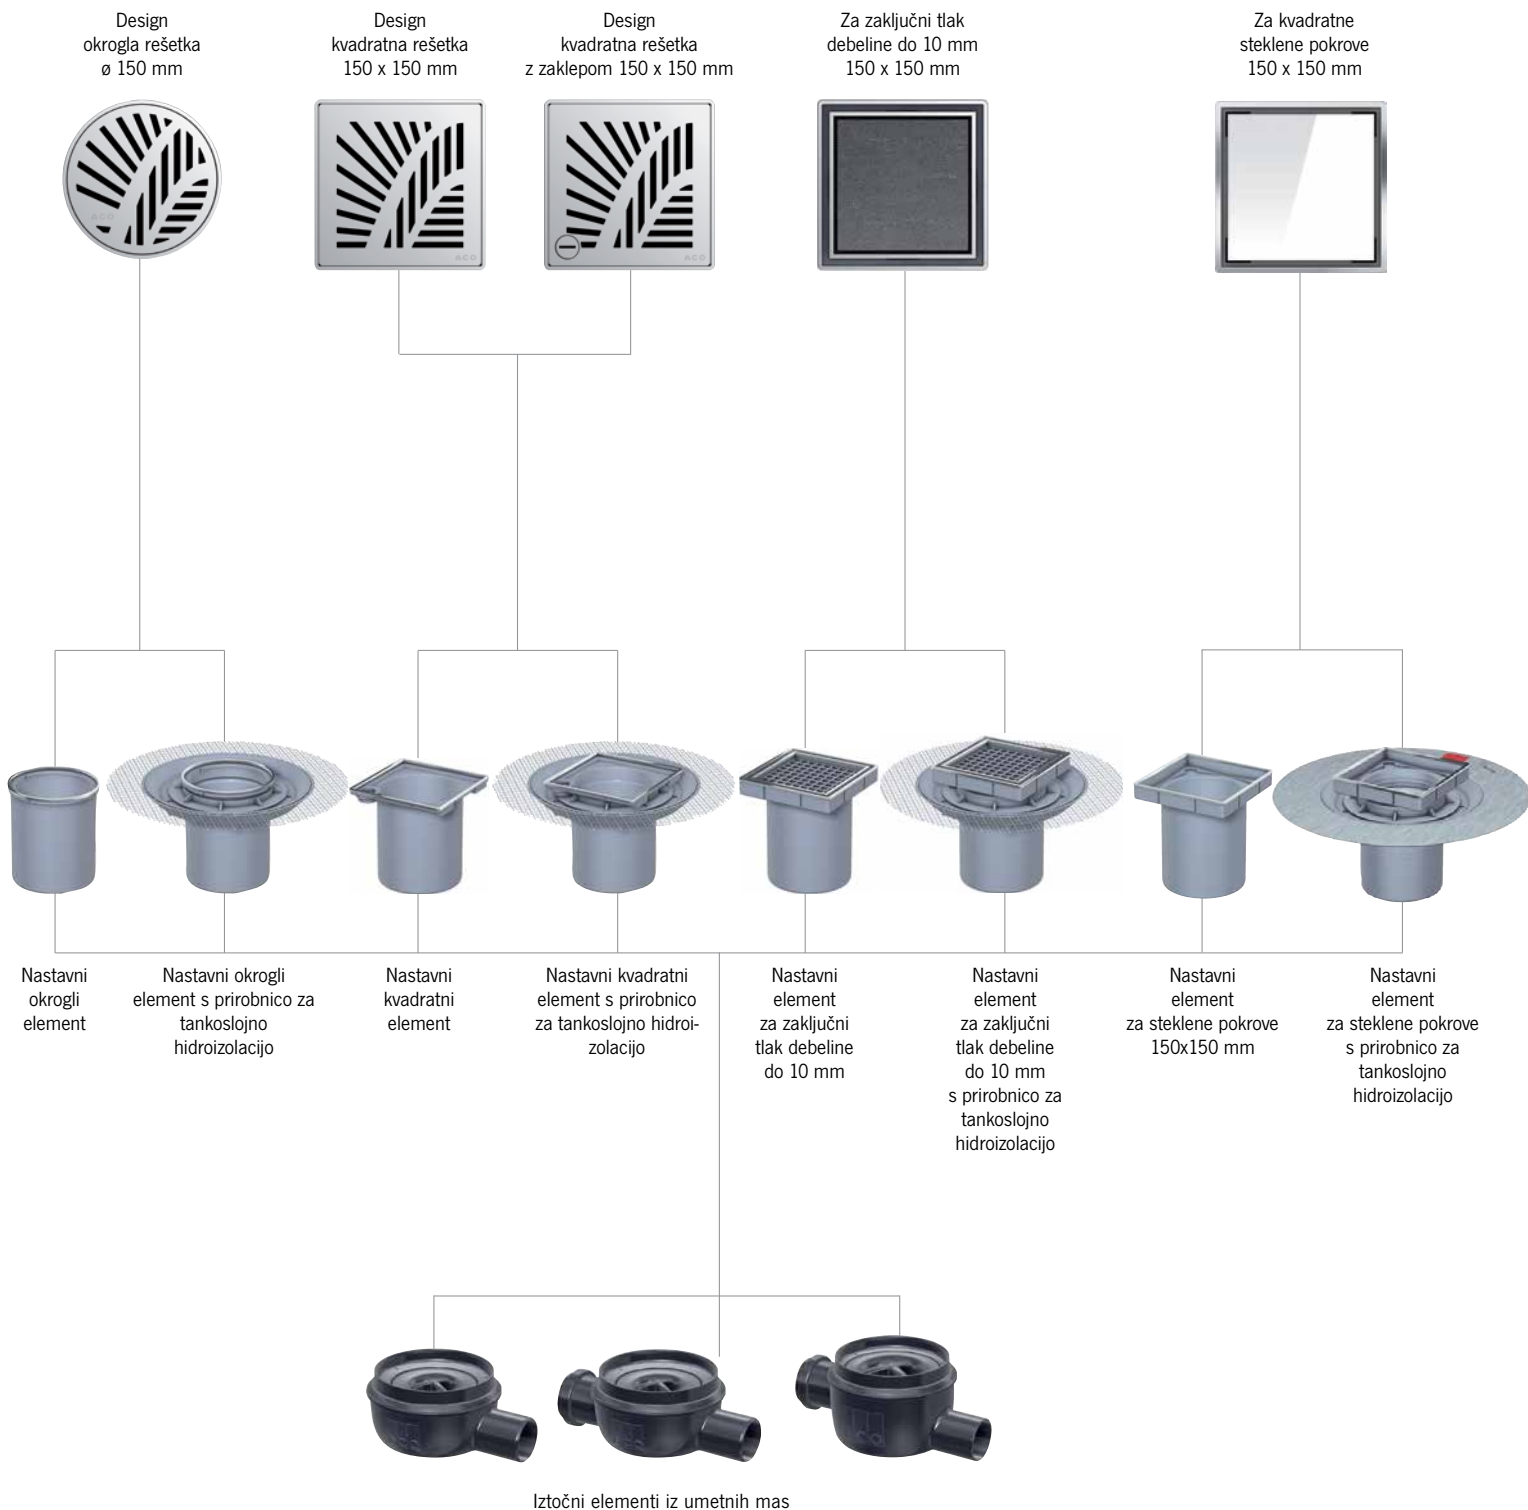 Design
okrogla rešetka
ø 150 mm
Design
kvadratna rešetka
150 x 150 mm
Design
kvadratna rešetka
z zaklepom 150 x 150 mm
Za zaključni tlak
debeline do 10 mm
150 x 150 mm
Za kvadratne
steklene pokrove
150 x 150 mm
ACO
ACO
ACO
Nastavni
okrogli
element
Nastavni okrogli
element s prirobnico za
tankoslojno
hidroizolacijo
Nastavni
kvadratni
element
Nastavni kvadratni
element s prirobnico
za tankoslojno hidroi-
zolacijo
Nastavni
element
za zaključni
tlak debeline
do 10 mm
Nastavni
element
za zaključni
tlak debeline
do 10 mm
s prirobnico za
tankoslojno
hidroizolacijo
Nastavni
element
za steklene pokrove
150x150 mm
Nastavni
element
za steklene pokrove
s prirobnico za
tankoslojno
hidroizolacijo
Iztočni elementi iz umetnih mas